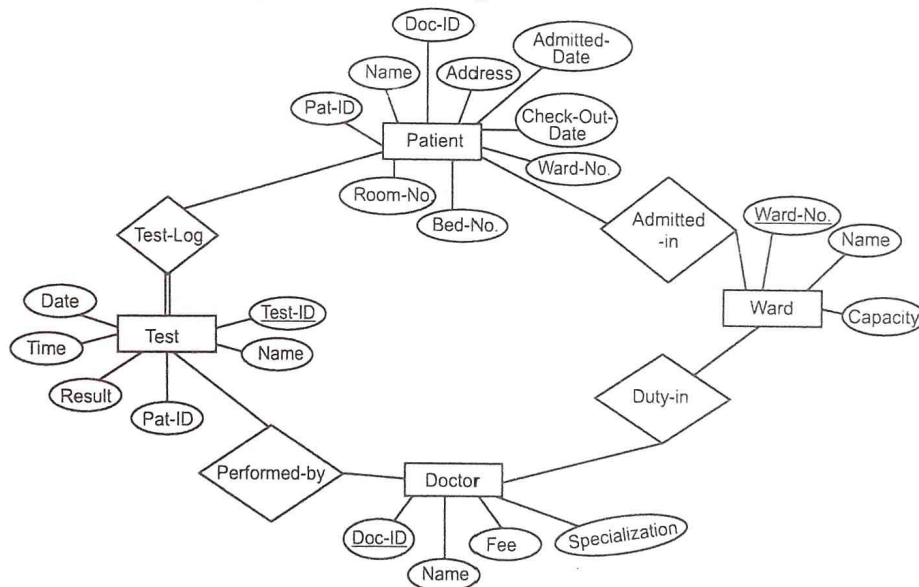 Doc-ID
Admitted-
Date
Name
Address
Pat-ID
Check-Out-
Date
Patient
Ward-No.
Room-No.
Bed-No.
Test-Log
Admitted
-in
Ward-No.
Name
Date
Test-ID
Ward
Capacity
Test
Time
Name
Result
Pat-ID
Duty-in
Performed-by
Doctor
Doc-ID
Fee
Specialization
Name